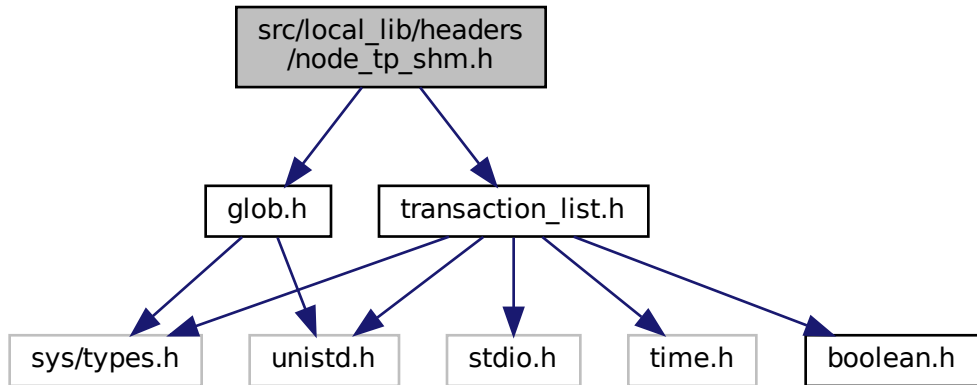 src/local_lib/headers
/node_tp_shm.h
glob.h
transaction_list.h
sys/types.h
unistd.h
stdio.h
time.h
boolean.h